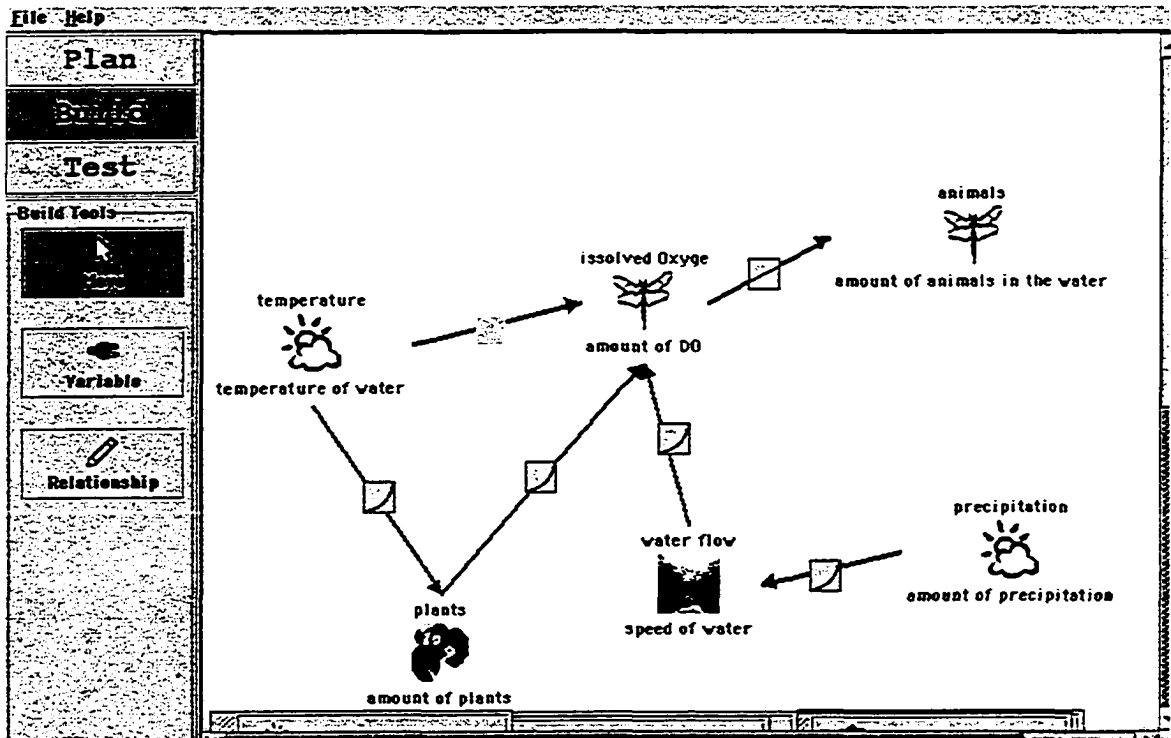 File Help
Plan
Build
Test
Build Tools
Move
Variable
Relationship
animals
amount of animals in the water
issolved Oxyge
amount of DO
temperature
temperature of water
precipitation
amount of precipitation
water flow
speed of water
plants
amount of plants